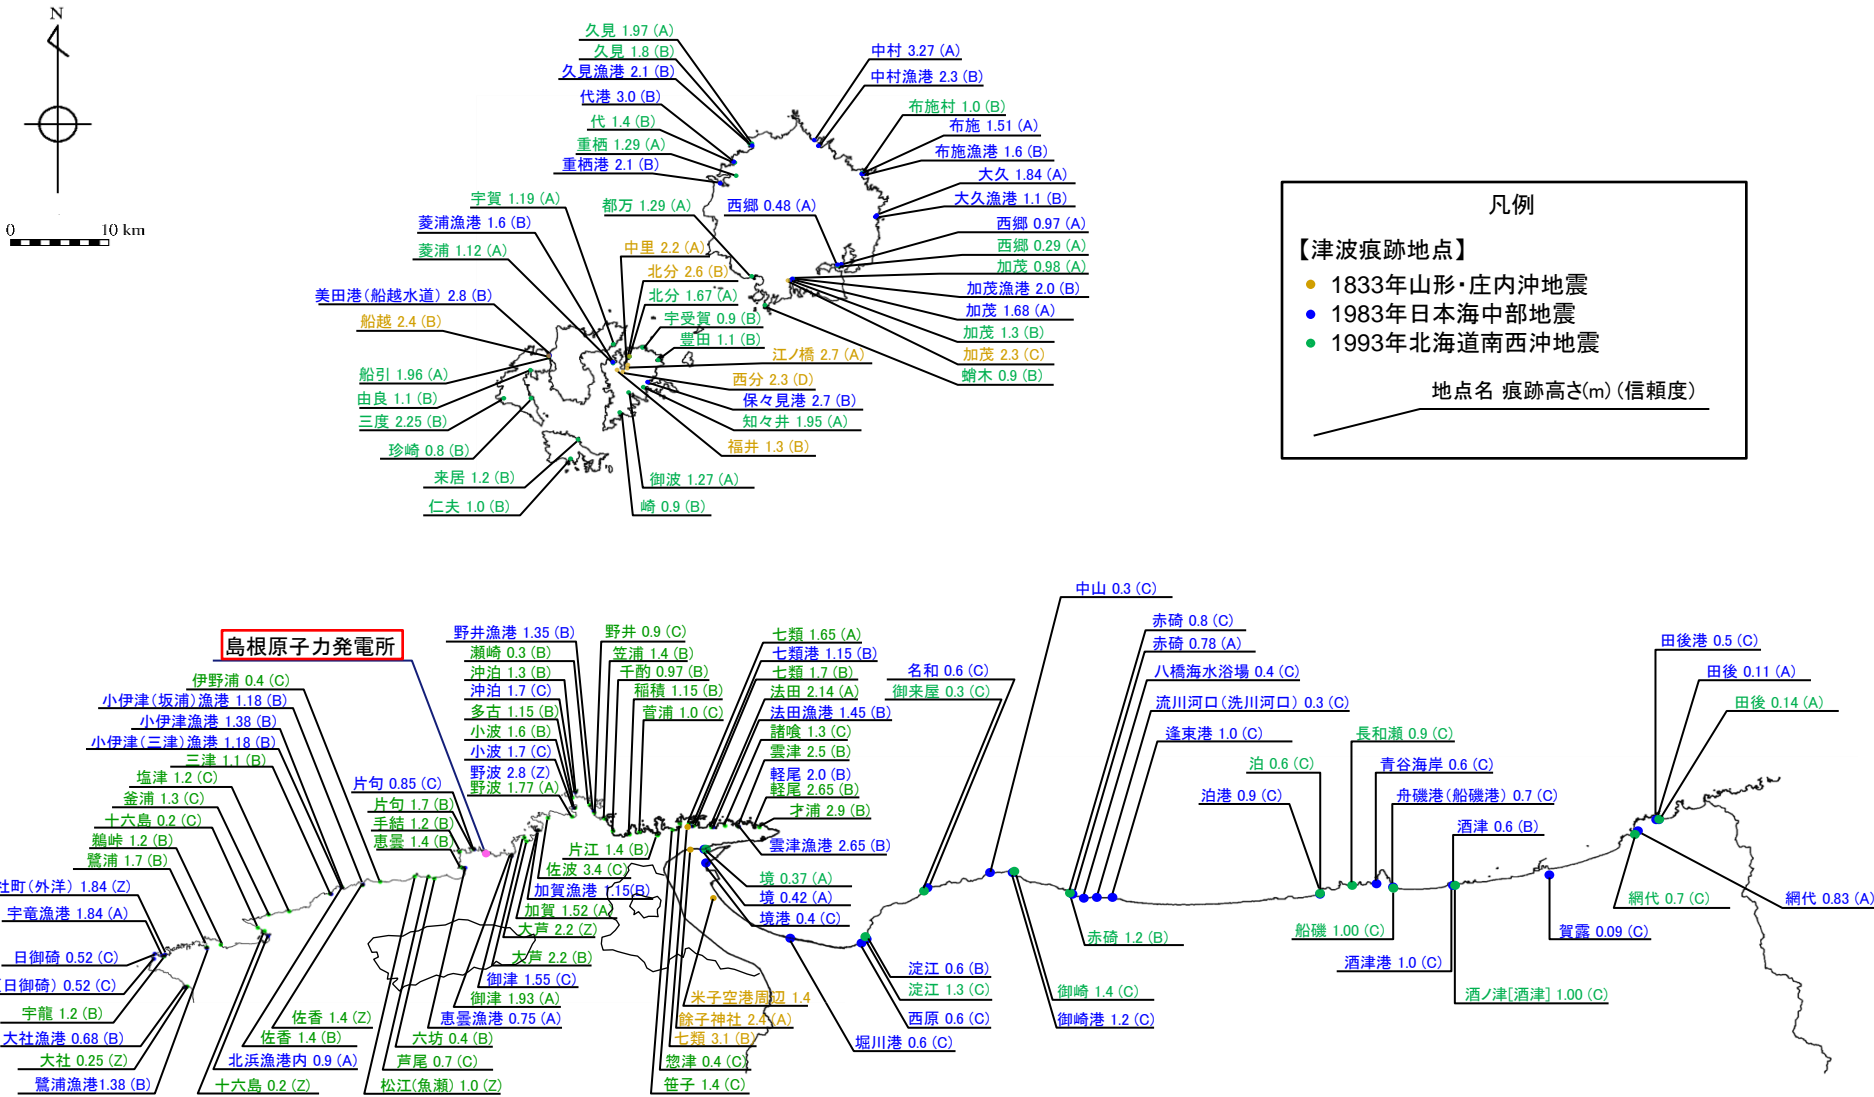 N
0 10 km
久見 1.97 (A)
久見 1.8 (B)
久見漁港 2.1 (B)
代港 3.0 (B)
代 1.4 (B)
重栖 1.29 (A)
重栖港 2.1 (B)
中村 3.27 (A)
中村漁港 2.3 (B)
布施村 1.0 (B)
布施 1.51 (A)
布施漁港 1.6 (B)
大久 1.84 (A)
大久漁港 1.1 (B)
西郷 0.97 (A)
西郷 0.29 (A)
加茂 0.98 (A)
加茂漁港 2.0 (B)
加茂 1.68 (A)
加茂 1.3 (B)
加茂 2.3 (C)
蛸木 0.9 (B)
西郷 0.48 (A)
都万 1.29 (A)
宇賀 1.19 (A)
菱浦漁港 1.6 (B)
菱浦 1.12 (A)
美田港(船越水道) 2.8 (B)
船越 2.4 (B)
中里 2.2 (A)
北分 2.6 (B)
北分 1.67 (A)
宇受賀 0.9 (B)
豊田 1.1 (B)
江ノ橋 2.7 (A)
西分 2.3 (D)
保々見港 2.7 (B)
知々井 1.95 (A)
福井 1.3 (B)
御波 1.27 (A)
崎 0.9 (B)
船引 1.96 (A)
由良 1.1 (B)
三度 2.25 (B)
珍崎 0.8 (B)
来居 1.2 (B)
仁夫 1.0 (B)
凡例
【津波痕跡地点】
1833年山形・庄内沖地震
1983年日本海中部地震
1993年北海道南西沖地震
地点名 痕跡高さ(m) (信頼度)
島根原子力発電所
伊野浦 0.4 (C)
小伊津(坂浦)漁港 1.18 (B)
小伊津漁港 1.38 (B)
小伊津(三津)漁港 1.18 (B)
三津 1.1 (B)
塩津 1.2 (C)
釜浦 1.3 (C)
十六島 0.2 (C)
鵜峠 1.2 (B)
鷺浦 1.7 (B)
社町(外洋) 1.84 (Z)
宇竜漁港 1.84 (A)
日御碕 0.52 (C)
(日御碕) 0.52 (C)
宇龍 1.2 (B)
大社漁港 0.68 (B)
大社 0.25 (Z)
鷺浦漁港1.38 (B)
十六島 0.2 (Z)
北浜漁港内 0.9 (A)
佐香 1.4 (B)
佐香 1.4 (Z)
片句 0.85 (C)
片句 1.7 (B)
手結 1.2 (B)
恵曇 1.4 (B)
野井漁港 1.35 (B)
瀬崎 0.3 (B)
沖泊 1.3 (B)
沖泊 1.7 (C)
多古 1.15 (B)
小波 1.6 (B)
小波 1.7 (C)
野波 2.8 (Z)
野波 1.77 (A)
野井 0.9 (C)
笠浦 1.4 (B)
千酌 0.97 (B)
稲積 1.15 (B)
菅浦 1.0 (C)
七類 1.65 (A)
七類港 1.15 (B)
七類 1.7 (B)
法田 2.14 (A)
法田漁港 1.45 (B)
諸喰 1.3 (C)
雲津 2.5 (B)
軽尾 2.0 (B)
軽尾 2.65 (B)
才浦 2.9 (B)
雲津漁港 2.65 (B)
片江 1.4 (B)
佐波 3.4 (C)
加賀漁港 1.15(B)
加賀 1.52 (A)
大芦 2.2 (Z)
大芦 2.2 (B)
御津 1.55 (C)
御津 1.93 (A)
恵曇漁港 0.75 (A)
六坊 0.4 (B)
芦尾 0.7 (C)
松江(魚瀬) 1.0 (Z)
境 0.37 (A)
境 0.42 (A)
境港 0.4 (C)
米子空港周辺 1.4
餘子神社 2.4 (A)
七類 3.1 (B)
惣津 0.4 (C)
笹子 1.4 (C)
堀川港 0.6 (C)
名和 0.6 (C)
御来屋 0.3 (C)
淀江 0.6 (B)
淀江 1.3 (C)
西原 0.6 (C)
中山 0.3 (C)
赤碕 0.8 (C)
赤碕 0.78 (A)
八橋海水浴場 0.4 (C)
流川河口(洗川河口) 0.3 (C)
逢束港 1.0 (C)
赤碕 1.2 (B)
御崎 1.4 (C)
御崎港 1.2 (C)
泊 0.6 (C)
泊港 0.9 (C)
長和瀬 0.9 (C)
青谷海岸 0.6 (C)
舟磯港(船磯港) 0.7 (C)
酒津 0.6 (B)
船磯 1.00 (C)
酒津港 1.0 (C)
酒ノ津[酒津] 1.00 (C)
賀露 0.09 (C)
田後港 0.5 (C)
田後 0.11 (A)
田後 0.14 (A)
網代 0.7 (C)
網代 0.83 (A)